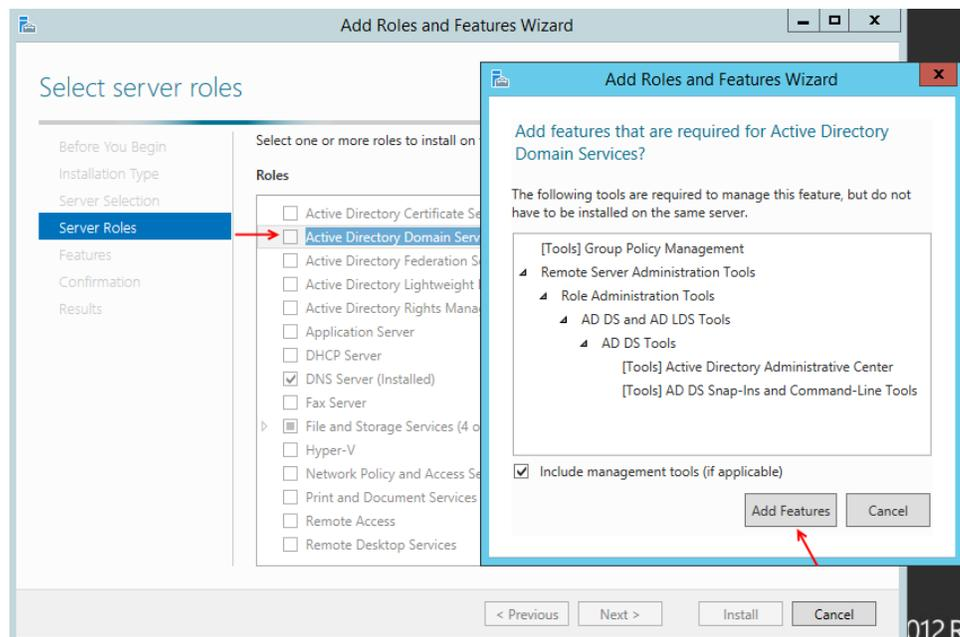 Add Roles and Features Wizard
Select server roles
Before You Begin
Installation Type
Server Selection
Server Roles
Features
Confirmation
Results
Select one or more roles to install on
Roles
Active Directory Certificate Se
Active Directory Domain Serv
Active Directory Federation S
Active Directory Lightweight
Active Directory Rights Mana
Application Server
DHCP Server
DNS Server (Installed)
Fax Server
File and Storage Services (4 o
Hyper-V
Network Policy and Access Se
Print and Document Services
Remote Access
Remote Desktop Services
Add Roles and Features Wizard
Add features that are required for Active Directory
Domain Services?
The following tools are required to manage this feature, but do not
have to be installed on the same server.
[Tools] Group Policy Management
Remote Server Administration Tools
Role Administration Tools
AD DS and AD LDS Tools
AD DS Tools
[Tools] Active Directory Administrative Center
[Tools] AD DS Snap-Ins and Command-Line Tools
Include management tools (if applicable)
Add Features
Cancel
< Previous
Next >
Install
Cancel
012 R